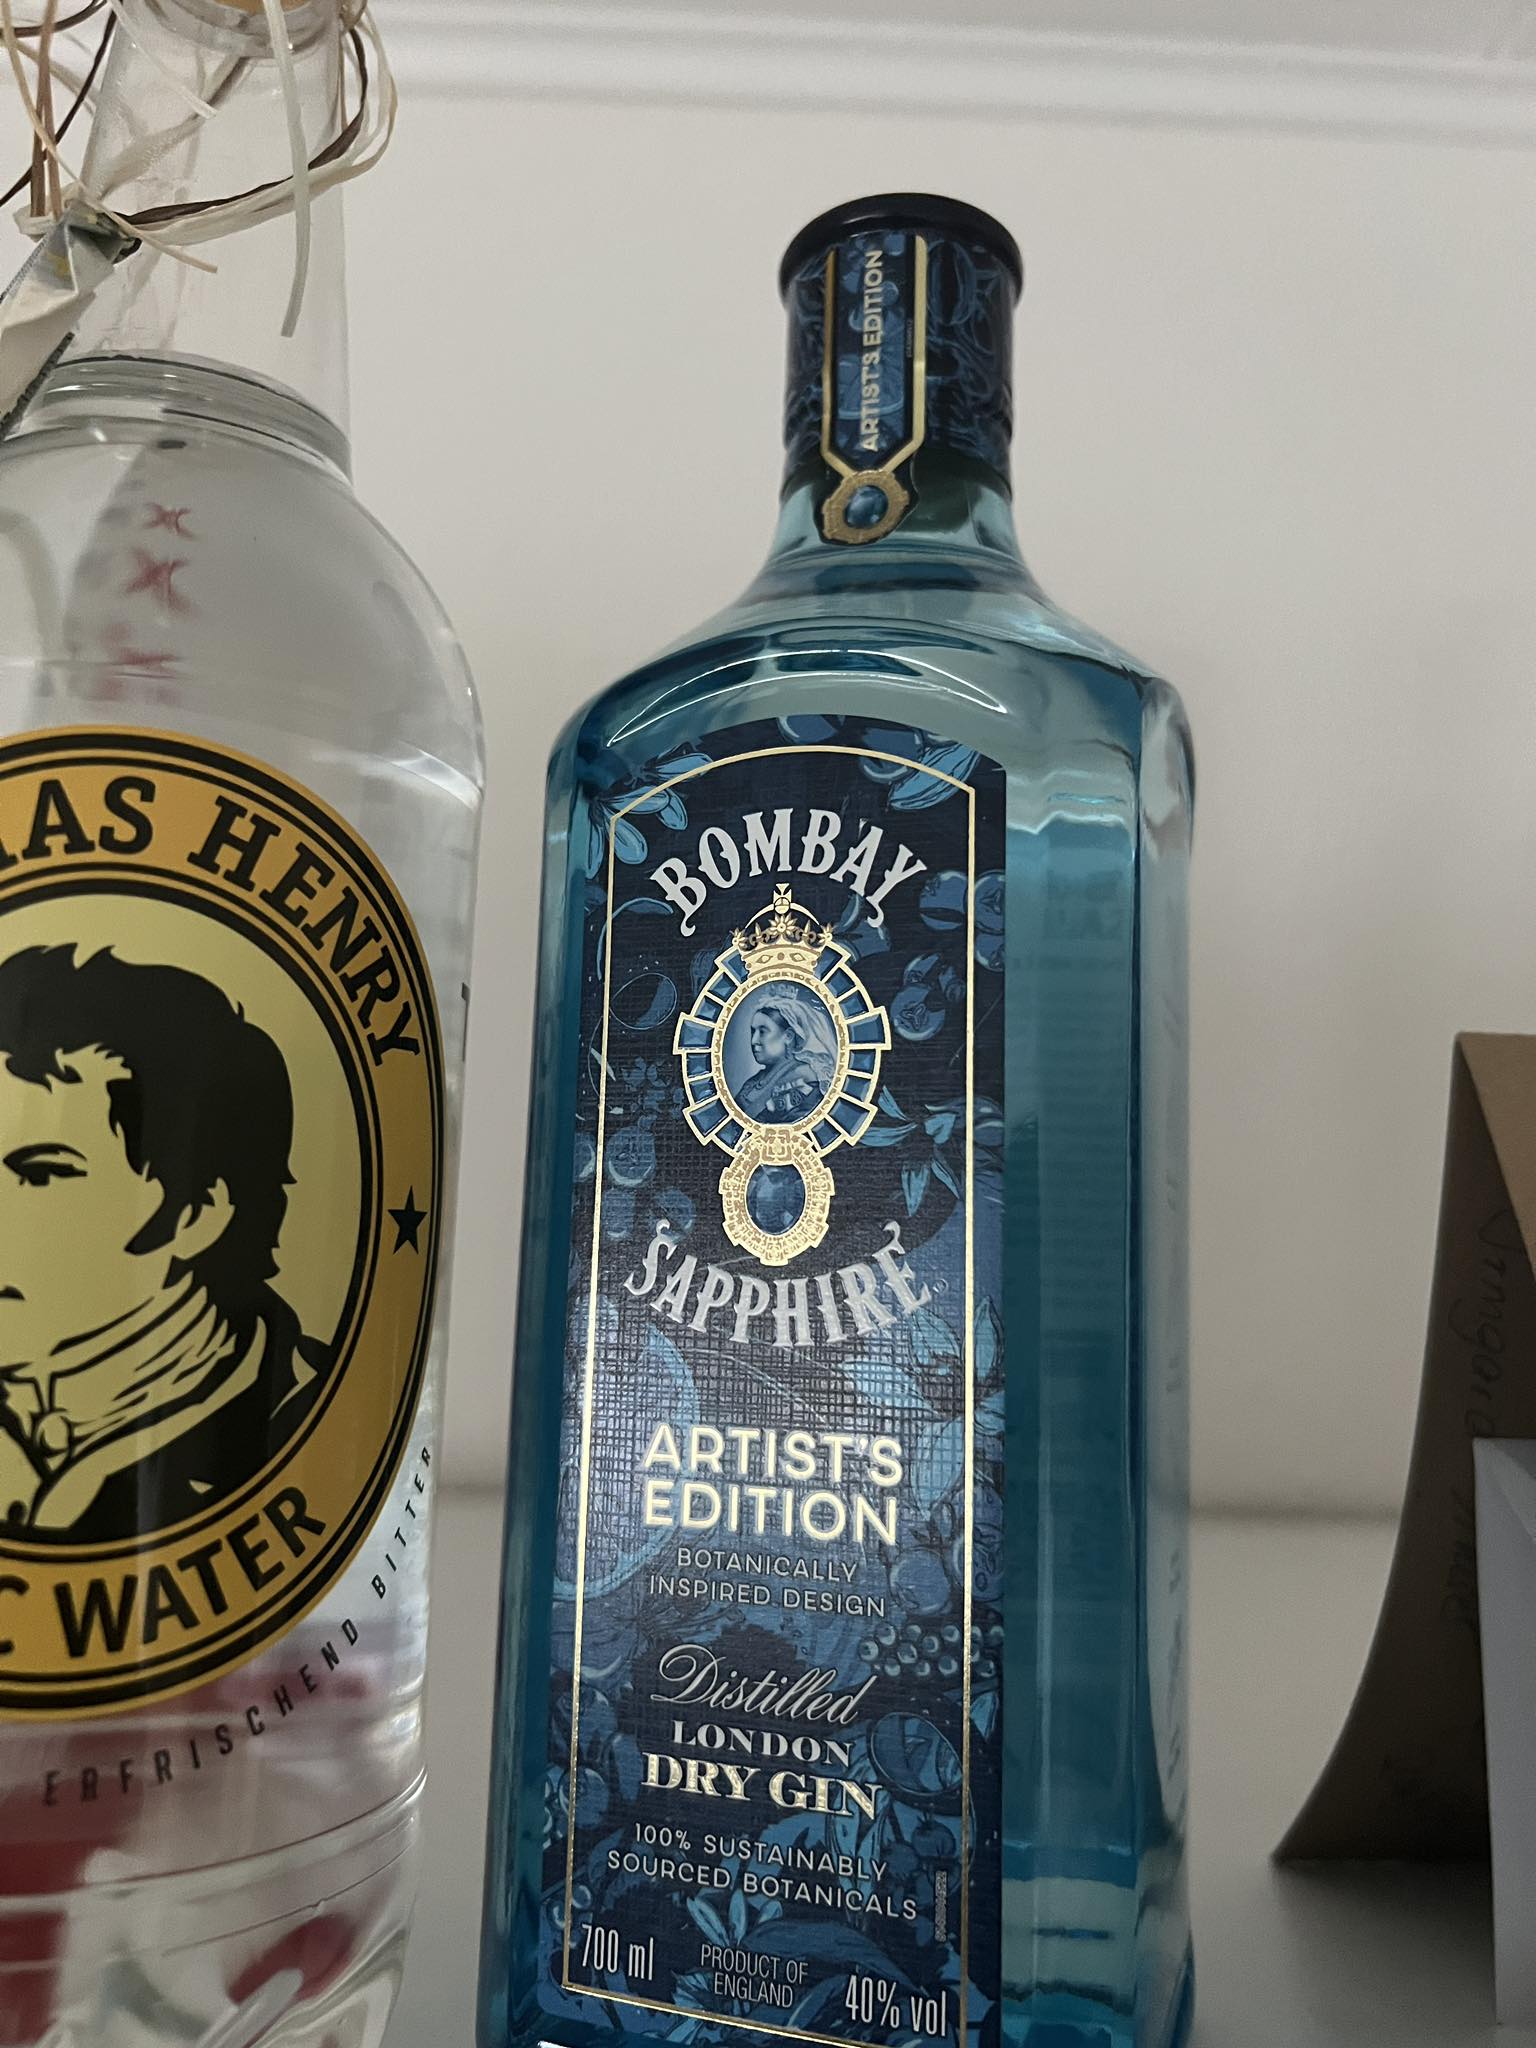 AS HENRY
WATER
ERFRISCHEND BITTER
ARTIST'S EDITION
BOMBAY
SAPPHIRE
ARTIST'S
EDITION
BOTANICALLY
INSPIRED DESIGN
Distilled
LONDON
DRY GIN
100% SUSTAINABLY
SOURCED BOTANICALS
700 ml
PRODUCT OF
ENGLAND
40% vol